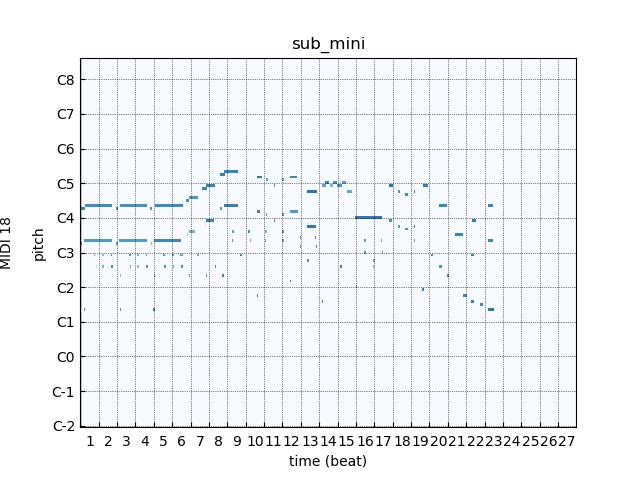 sub_mini
C8
C7
C6
C5
C4
C3
C2
C1
C0
C-1
C-2
MIDI 18
pitch
1 2 3 4 5 6 7 8 9 10 11 12 13 14 15 16 17 18 19 20 21 22 23 24 25 26 27
time (beat)